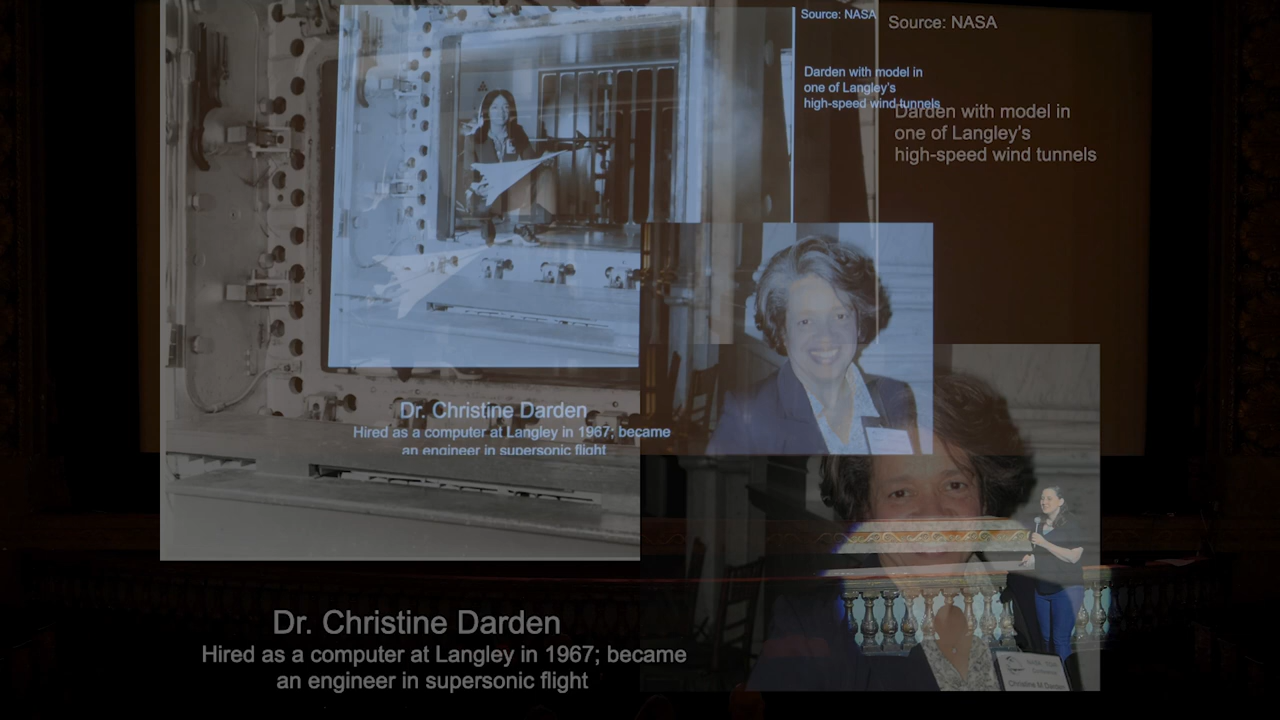 Source: NASA
Source: NASA
Darden with model in
one of Langley's
high-speed wind tunnels
Darden with model in
one of Langley's
high-speed wind tunnels
Dr. Christine Darden
Hired as a computer at Langley in 1967; became
an engineer in supersonic flight
Dr. Christine Darden
Hired as a computer at Langley in 1967; became
an engineer in supersonic flight
Christine M Darden